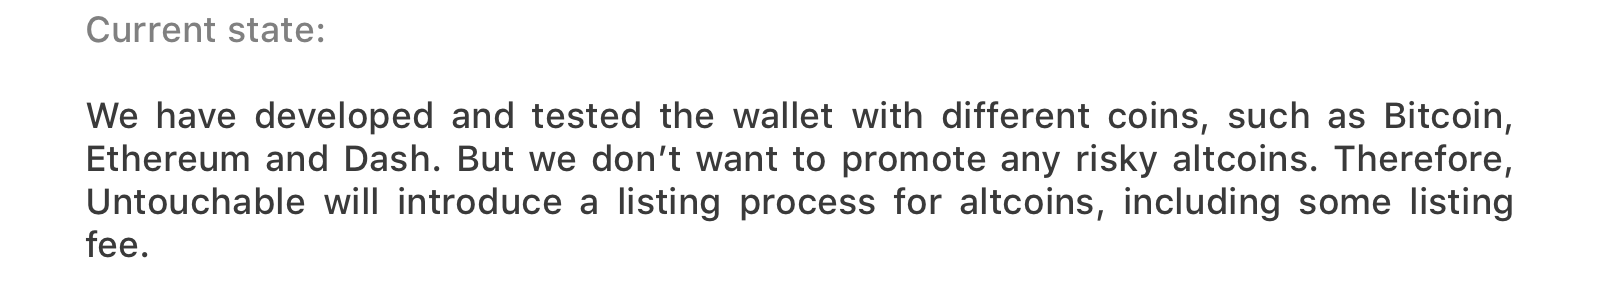 Current state:
We have developed and tested the wallet with different coins, such as Bitcoin,
Ethereum and Dash. But we don’t want to promote any risky altcoins. Therefore,
Untouchable will introduce a listing process for altcoins, including some listing
fee.